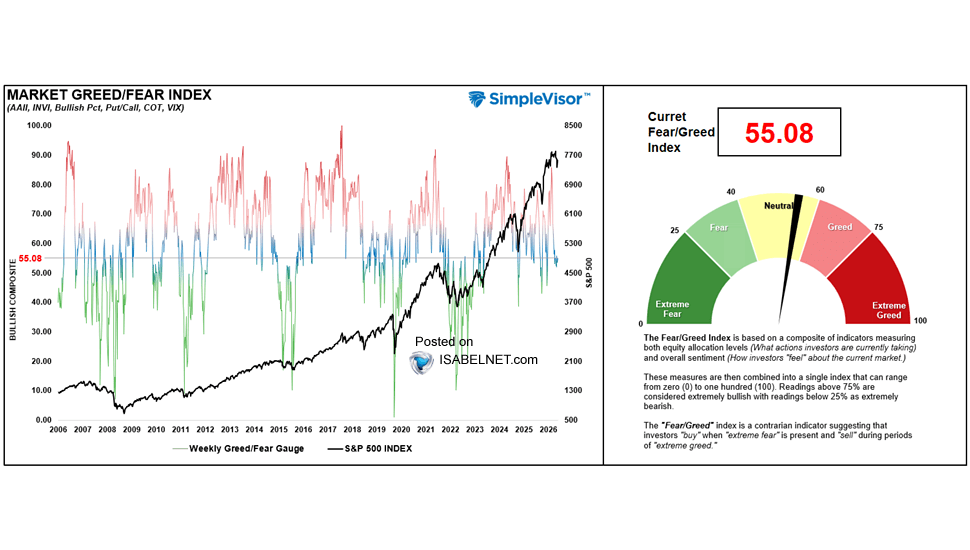 MARKET GREED/FEAR INDEX
(AAII, INVI, Bullish Pct, Put/Call, COT, VIX)
SimpleVisor™
100.00
90.00
80.00
70.00
60.00
55.08
50.00
40.00
30.00
20.00
10.00
0.00
BULLISH COMPOSITE
8500
7700
6900
6100
5300
4500
3700
2900
2100
1300
500
S&P 500
2006 2007 2008 2009 2010 2011 2012 2013 2014 2015 2016 2017 2018 2019 2020 2021 2022 2023 2024 2025 2026
Posted on
ISABELNET.com
Weekly Greed/Fear Gauge
S&P 500 INDEX
Curret
Fear/Greed
Index
55.08
0
25
40
60
75
100
Extreme
Fear
Fear
Neutral
Greed
Extreme
Greed
The Fear/Greed Index is based on a composite of indicators measuring
both equity allocation levels (What actions investors are currently taking)
and overall sentiment (How investors "feel" about the current market.)
These measures are then combined into a single index that can range
from zero (0) to one hundred (100). Readings above 75% are
considered extremely bullish with readings below 25% as extremely
bearish.
The "Fear/Greed" index is a contrarian indicator suggesting that
investors "buy" when "extreme fear" is present and "sell" during periods
of "extreme greed."